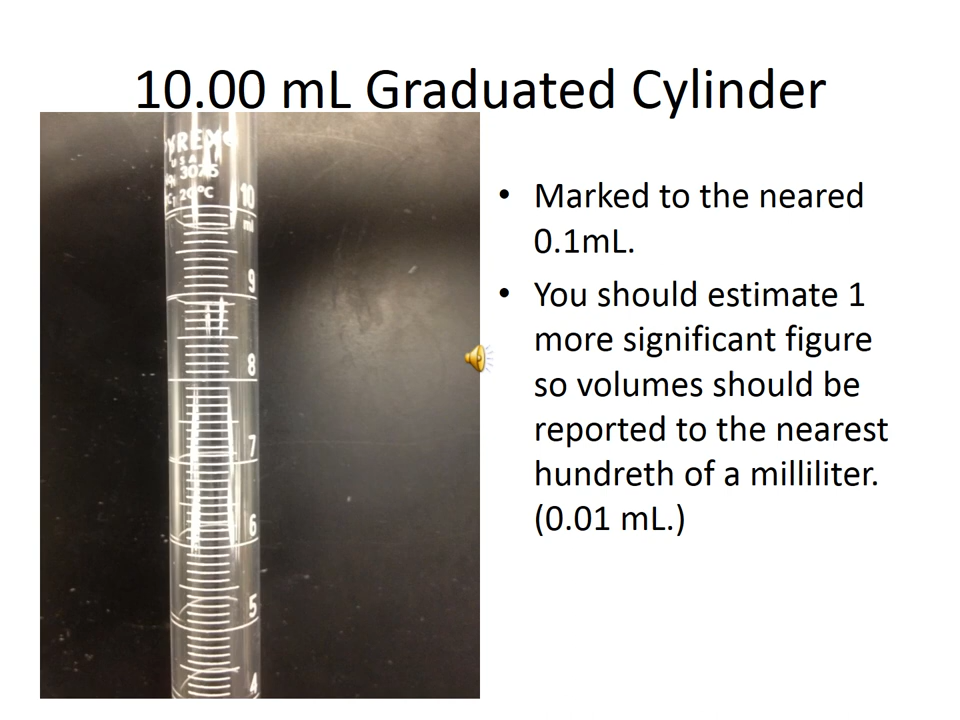 10.00 mL Graduated Cylinder
• Marked to the neared
0.1mL.
• You should estimate 1
more significant figure
so volumes should be
reported to the nearest
hundreth of a milliliter.
(0.01 mL.)
USA
20°C
10
ml
9
8
7
6
5
4